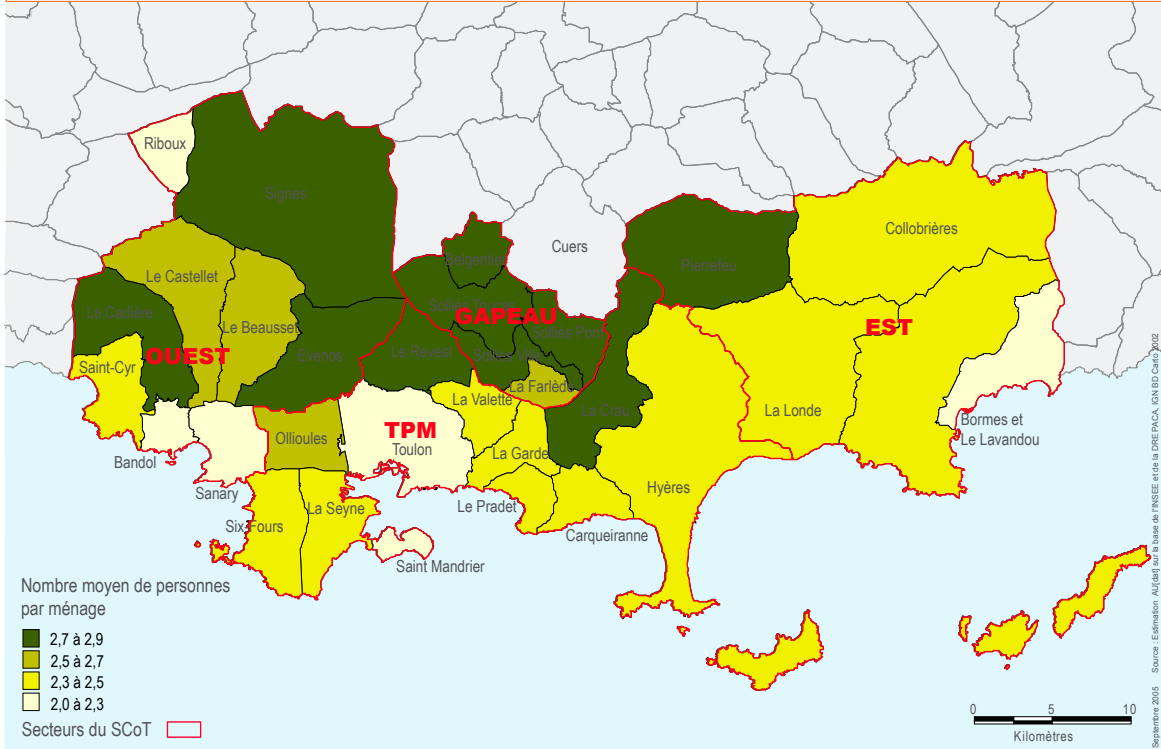 Riboux
Signes
Cuers
Collobrières
Belgentier
Pierrefeu
Le Castellet
La Cadière
Solliès Toucas
GAPEAU
Solliès Pont
EST
Le Beausset
OUEST
Evenos
Le Revest
Solliès Ville
Saint-Cyr
La Farlède
La Valette
La Crau
La Londe
Bormes et
Le Lavandou
Ollioules
TPM
Toulon
La Garde
Bandol
Sanary
Hyères
Le Pradet
Six-Fours
La Seyne
Carqueiranne
Saint Mandrier
Nombre moyen de personnes
par ménage
2,7 à 2,9
2,5 à 2,7
2,3 à 2,5
2,0 à 2,3
Secteurs du SCoT
0 5 10
Kilomètres
Septembre 2005 Source : Estimation AU[dat] sur la base de l'INSEE et de la DRE PACA, IGN BD Carto 2002